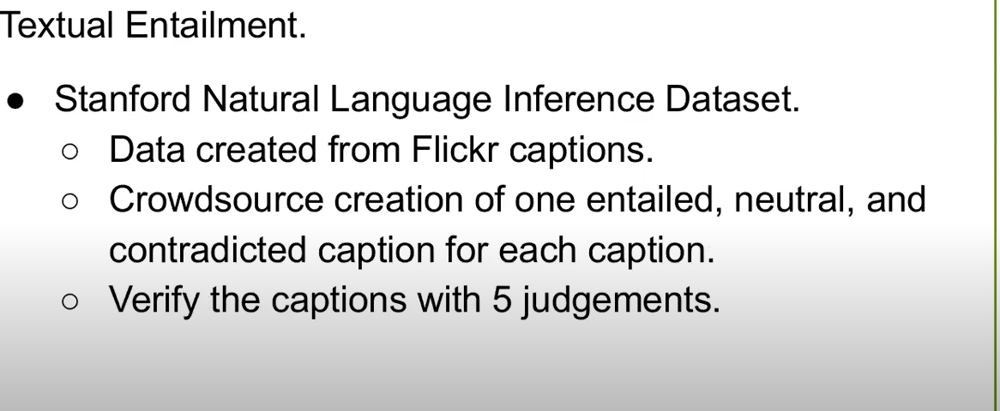 Textual Entailment.
● Stanford Natural Language Inference Dataset.
○ Data created from Flickr captions.
○ Crowdsource creation of one entailed, neutral, and
contradicted caption for each caption.
○ Verify the captions with 5 judgements.